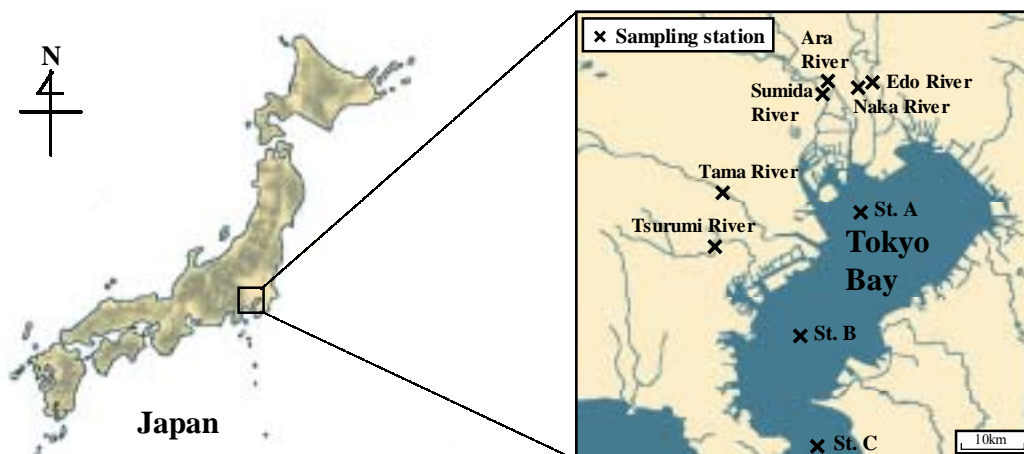 N
Japan
× Sampling station
Ara
River
Sumida
River
Edo River
Naka River
Tama River
Tsurumi River
St. A
Tokyo
Bay
St. B
St. C
10km